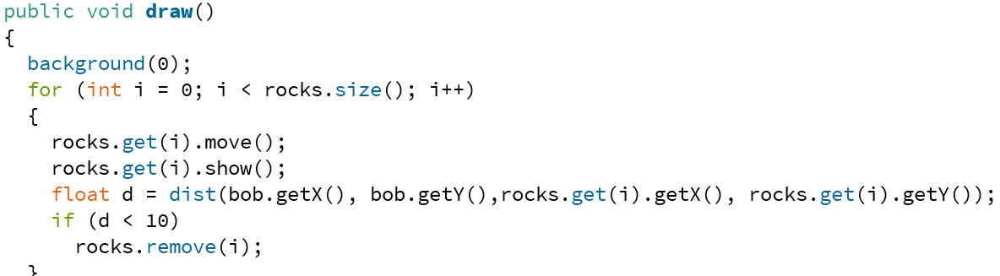 public void draw()
{
  background(0);
  for (int i = 0; i < rocks.size(); i++)
  {
    rocks.get(i).move();
    rocks.get(i).show();
    float d = dist(bob.getX(), bob.getY(),rocks.get(i).getX(), rocks.get(i).getY());
    if (d < 10)
      rocks.remove(i);
  }